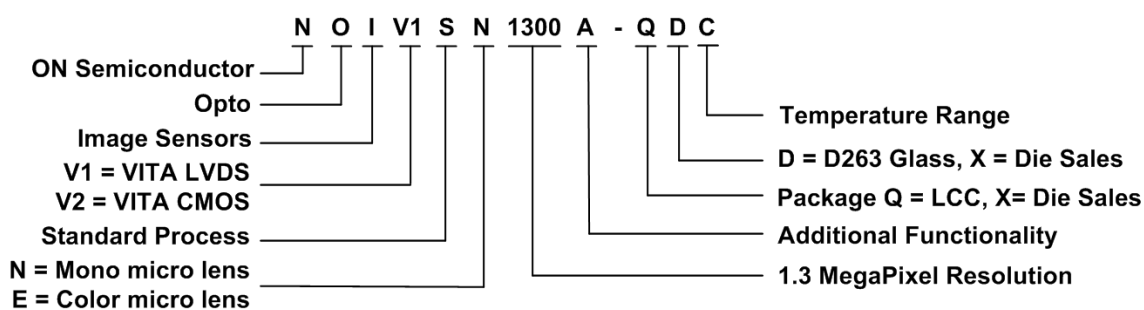 N O I V1 S N 1300 A - Q D C
ON Semiconductor
Opto
Image Sensors
V1 = VITA LVDS
V2 = VITA CMOS
Standard Process
N = Mono micro lens
E = Color micro lens
Temperature Range
D = D263 Glass, X = Die Sales
Package Q = LCC, X= Die Sales
Additional Functionality
1.3 MegaPixel Resolution